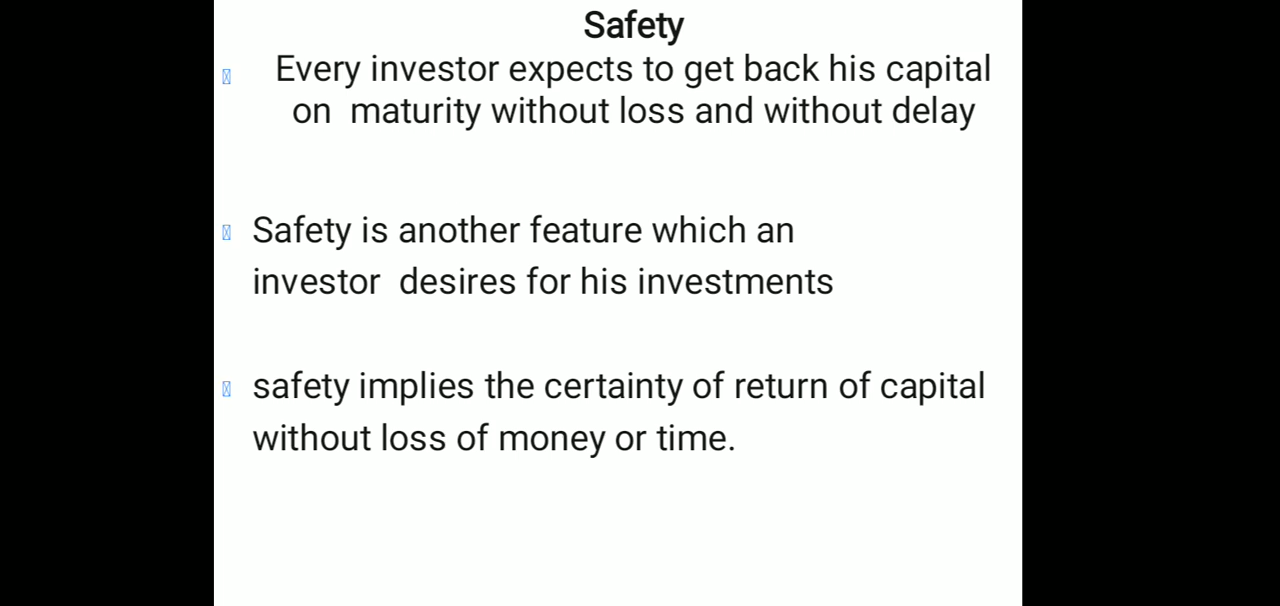 Safety
Every investor expects to get back his capital
on maturity without loss and without delay
Safety is another feature which an
investor desires for his investments
safety implies the certainty of return of capital
without loss of money or time.